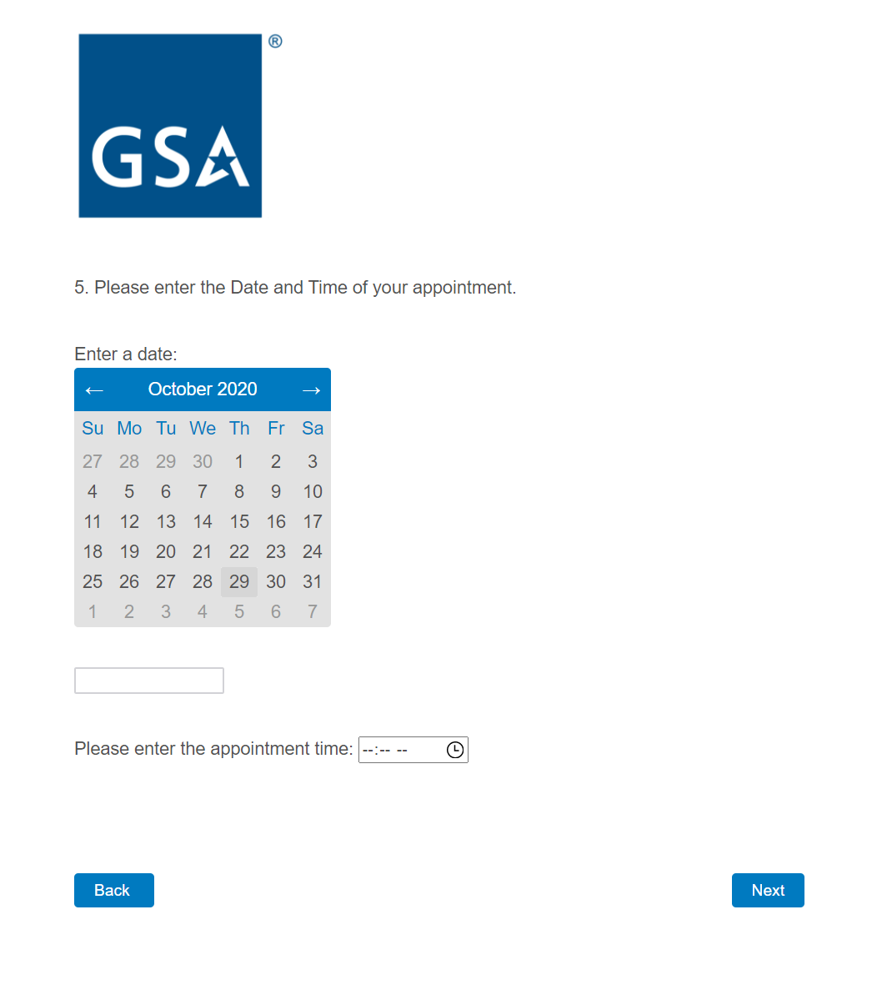 GSA ®
5. Please enter the Date and Time of your appointment.
Enter a date:
← October 2020 →
Su Mo Tu We Th Fr Sa
27 28 29 30 1 2 3
4 5 6 7 8 9 10
11 12 13 14 15 16 17
18 19 20 21 22 23 24
25 26 27 28 29 30 31
1 2 3 4 5 6 7
Please enter the appointment time: --:-- --
Back Next